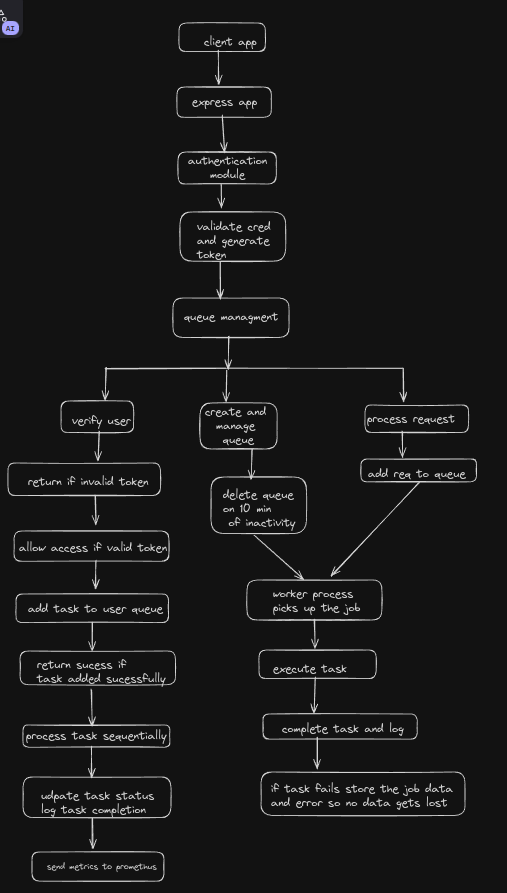 AI
client app
express app
authentication
module
validate cred
and generate
token
queue managment
verify user
return if invalid token
allow access if valid token
add task to user queue
return sucess if
task added sucessfully
process task sequentially
udpate task status
log task completion
send metrics to promethus
create and
manage
queue
delete queue
on 10 min
of inactivity
process request
add req to queue
worker process
picks up the job
execute task
complete task and log
if task fails store the job data
and error so no data gets lost